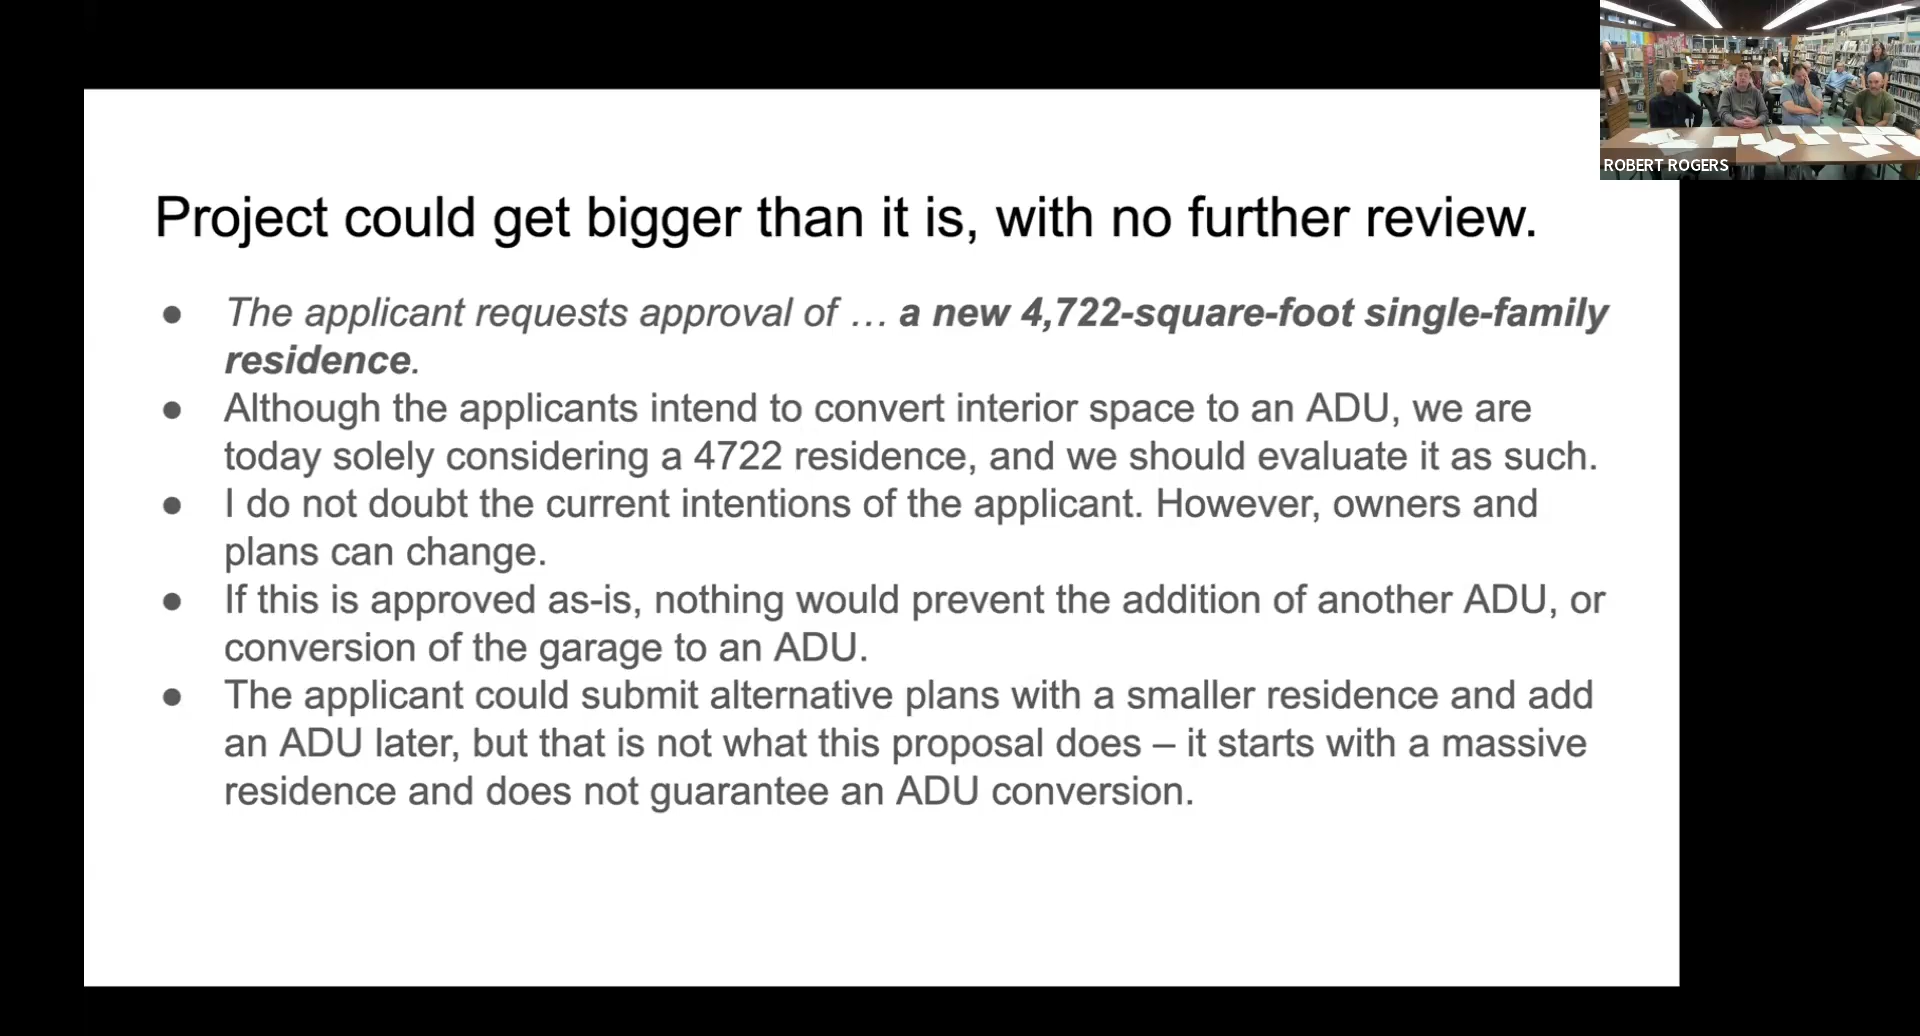 ROBERT ROGERS
Project could get bigger than it is, with no further review.
● The applicant requests approval of … a new 4,722-square-foot single-family
residence.
● Although the applicants intend to convert interior space to an ADU, we are
today solely considering a 4722 residence, and we should evaluate it as such.
● I do not doubt the current intentions of the applicant. However, owners and
plans can change.
● If this is approved as-is, nothing would prevent the addition of another ADU, or
conversion of the garage to an ADU.
● The applicant could submit alternative plans with a smaller residence and add
an ADU later, but that is not what this proposal does – it starts with a massive
residence and does not guarantee an ADU conversion.